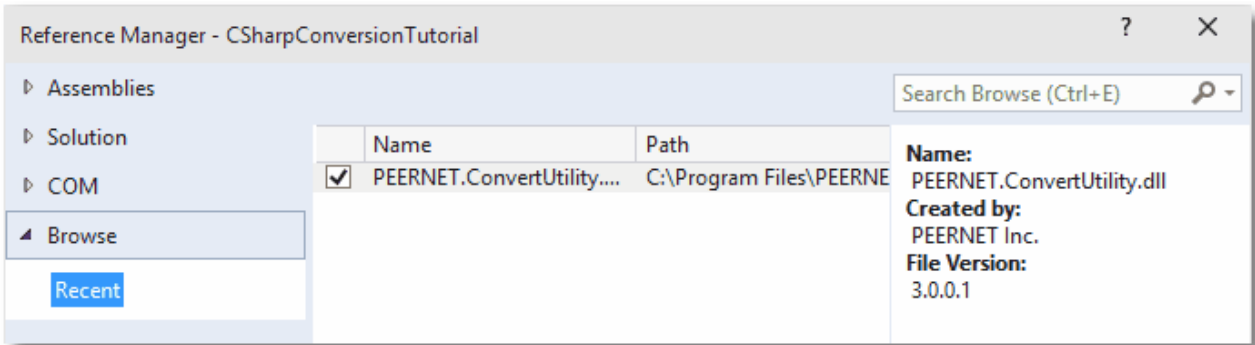 Reference Manager - CSharpConversionTutorial
? ×
Assemblies
Solution
COM
Browse
Recent
Name Path
PEERNET.ConvertUtility.... C:\Program Files\PEERNE
Search Browse (Ctrl+E)
Name:
PEERNET.ConvertUtility.dll
Created by:
PEERNET Inc.
File Version:
3.0.0.1